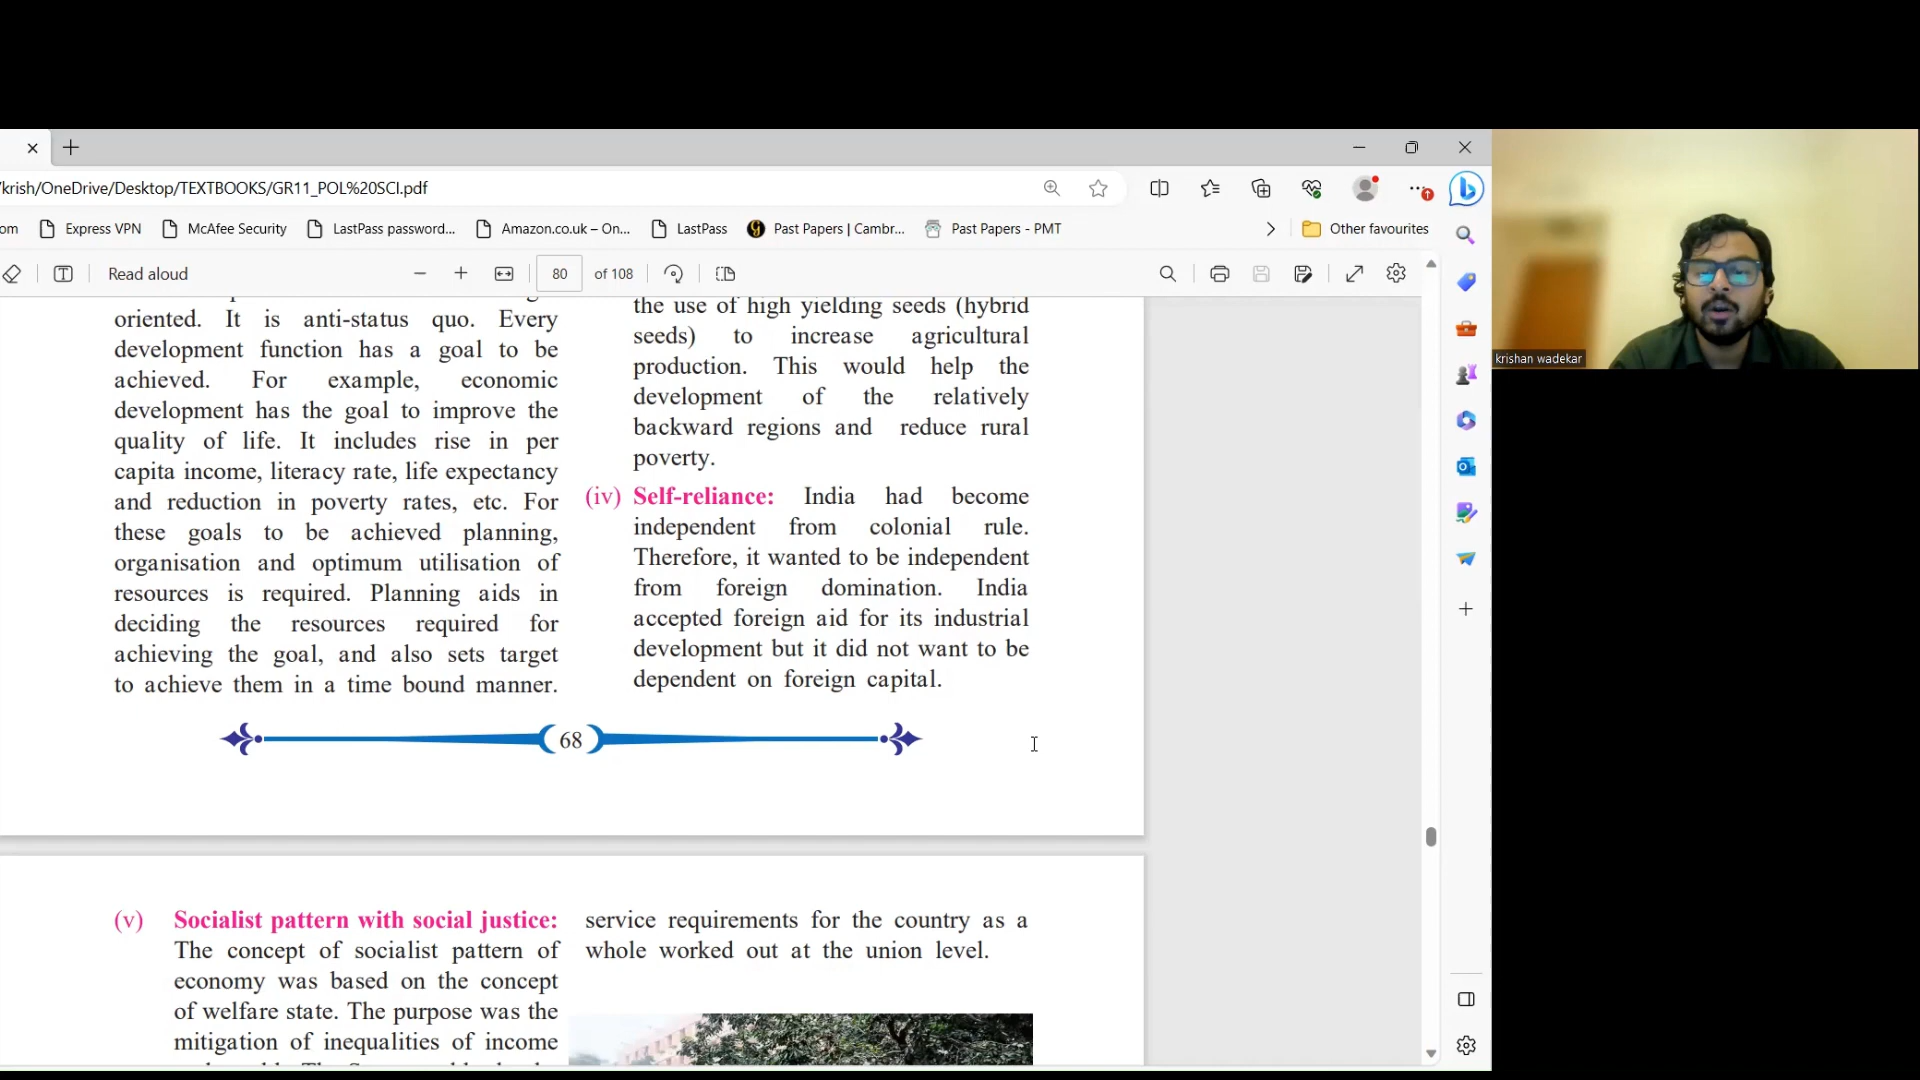 /krish/OneDrive/Desktop/TEXTBOOKS/GR11_POL%20SCI.pdf
om Express VPN McAfee Security LastPass password... Amazon.co.uk – On... LastPass Past Papers | Cambr... Past Papers - PMT Other favourites
Read aloud 80 of 108
oriented. It is anti-status quo. Every
development function has a goal to be
achieved. For example, economic
development has the goal to improve the
quality of life. It includes rise in per
capita income, literacy rate, life expectancy
and reduction in poverty rates, etc. For
these goals to be achieved planning,
organisation and optimum utilisation of
resources is required. Planning aids in
deciding the resources required for
achieving the goal, and also sets target
to achieve them in a time bound manner.
the use of high yielding seeds (hybrid
seeds) to increase agricultural
production. This would help the
development of the relatively
backward regions and reduce rural
poverty.
(iv) Self-reliance: India had become
independent from colonial rule.
Therefore, it wanted to be independent
from foreign domination. India
accepted foreign aid for its industrial
development but it did not want to be
dependent on foreign capital.
68
(v) Socialist pattern with social justice:
The concept of socialist pattern of
economy was based on the concept
of welfare state. The purpose was the
mitigation of inequalities of income
service requirements for the country as a
whole worked out at the union level.
krishan wadekar